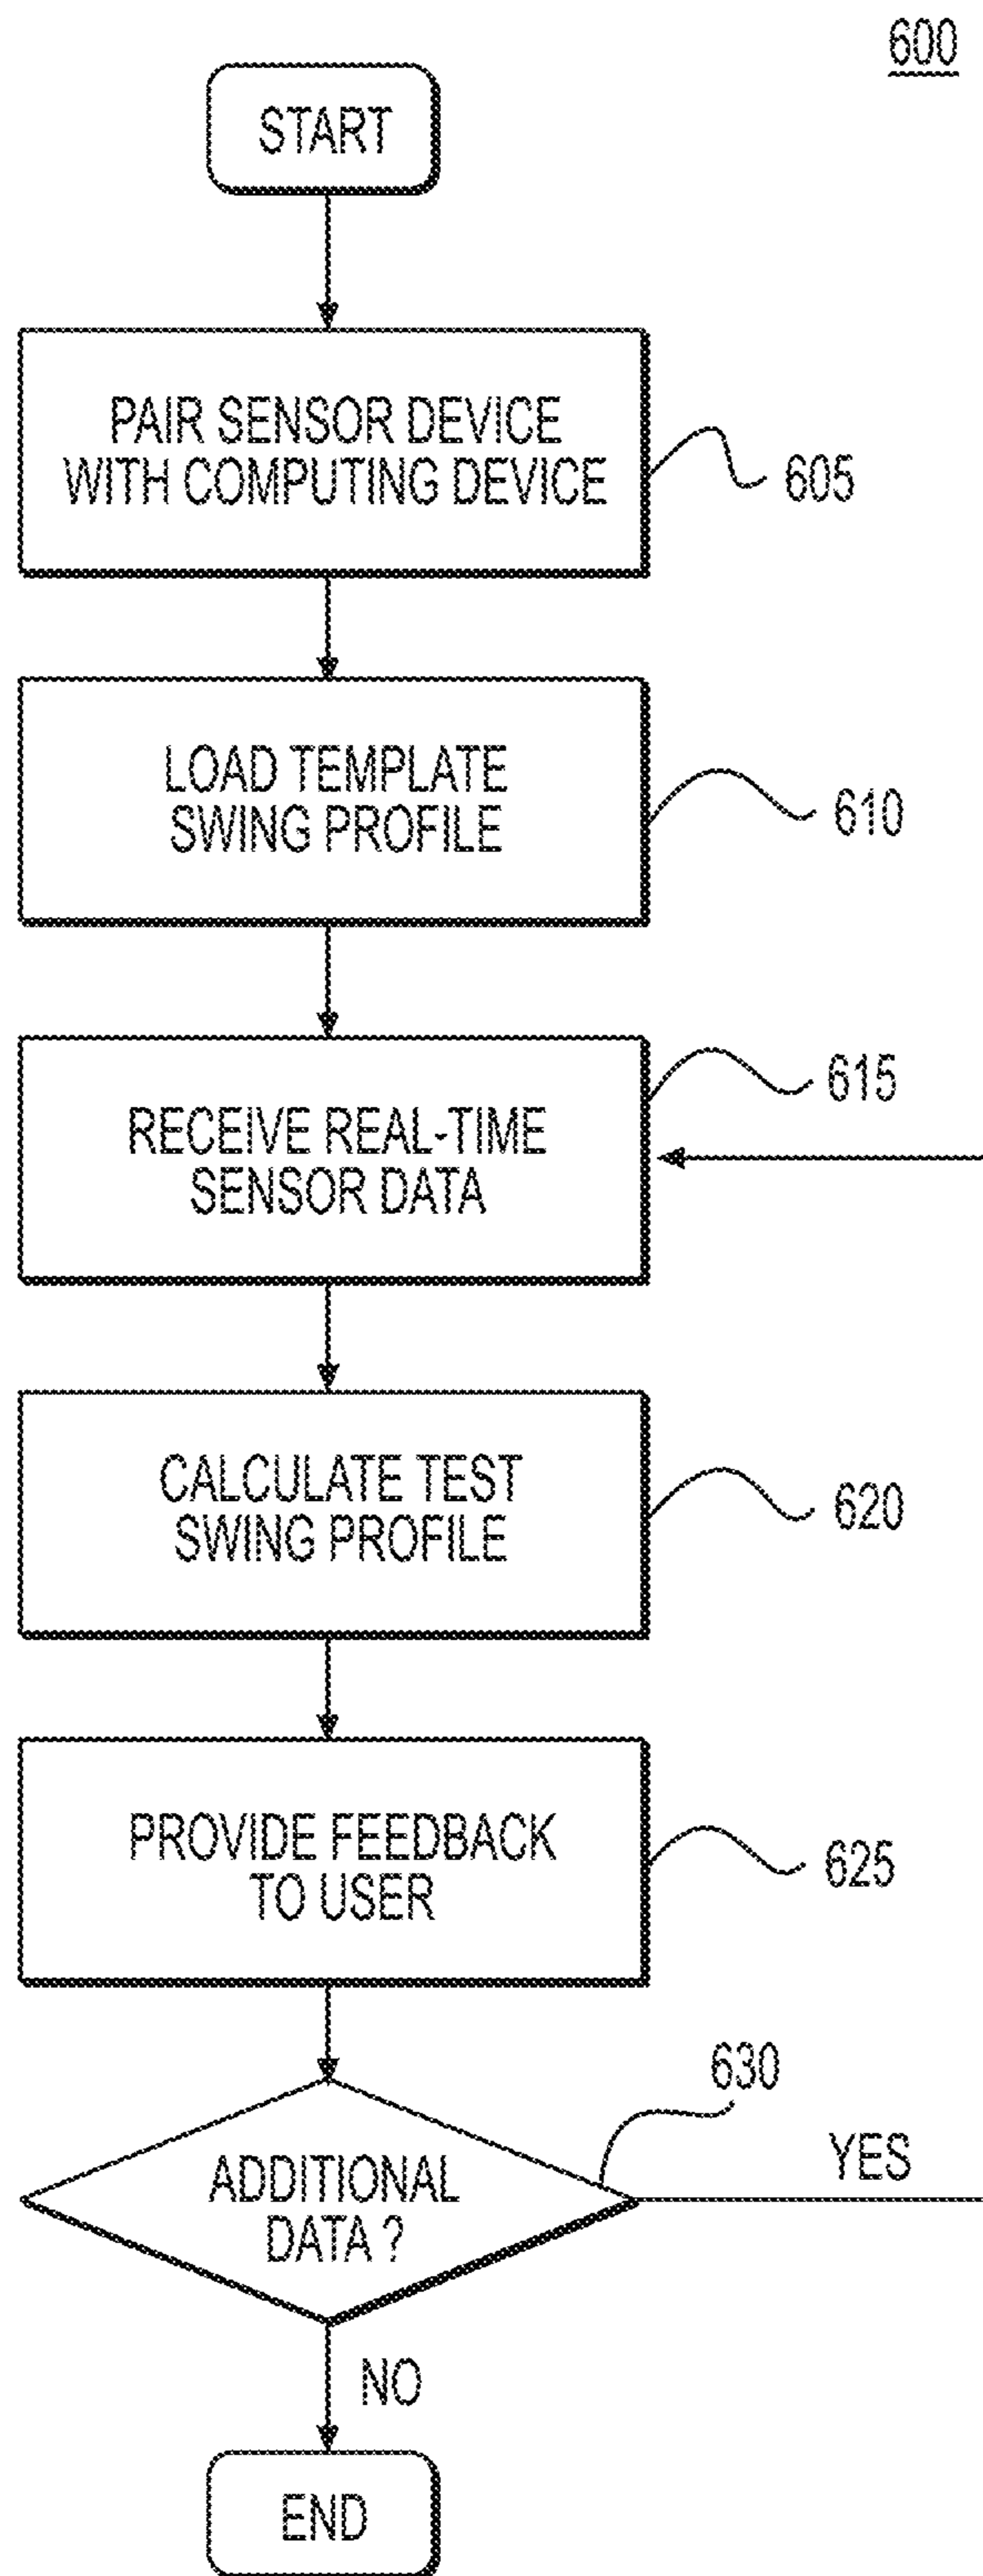 600
START
PAIR SENSOR DEVICE
WITH COMPUTING DEVICE
605
LOAD TEMPLATE
SWING PROFILE
610
RECEIVE REAL-TIME
SENSOR DATA
615
CALCULATE TEST
SWING PROFILE
620
PROVIDE FEEDBACK
TO USER
625
630
ADDITIONAL
DATA ?
YES
NO
END